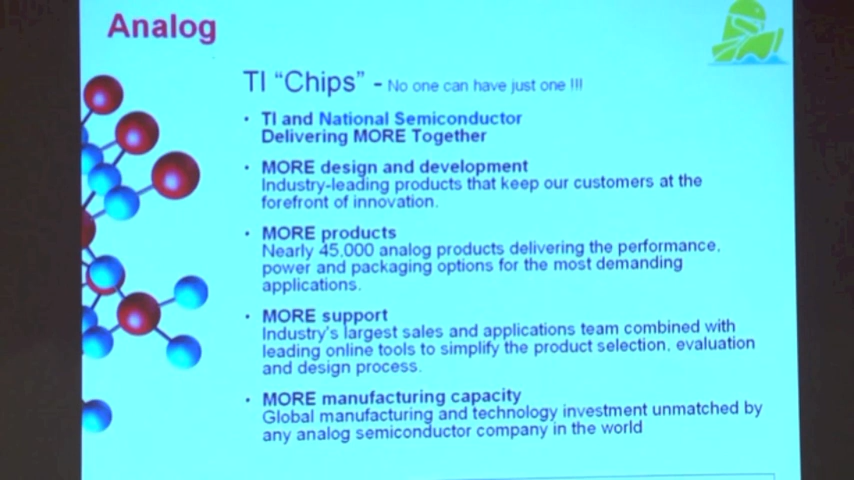 Analog
TI “Chips” - No one can have just one !!!
• TI and National Semiconductor
Delivering MORE Together
• MORE design and development
Industry-leading products that keep our customers at the
forefront of innovation.
• MORE products
Nearly 45,000 analog products delivering the performance,
power and packaging options for the most demanding
applications.
• MORE support
Industry's largest sales and applications team combined with
leading online tools to simplify the product selection, evaluation
and design process.
• MORE manufacturing capacity
Global manufacturing and technology investment unmatched by
any analog semiconductor company in the world